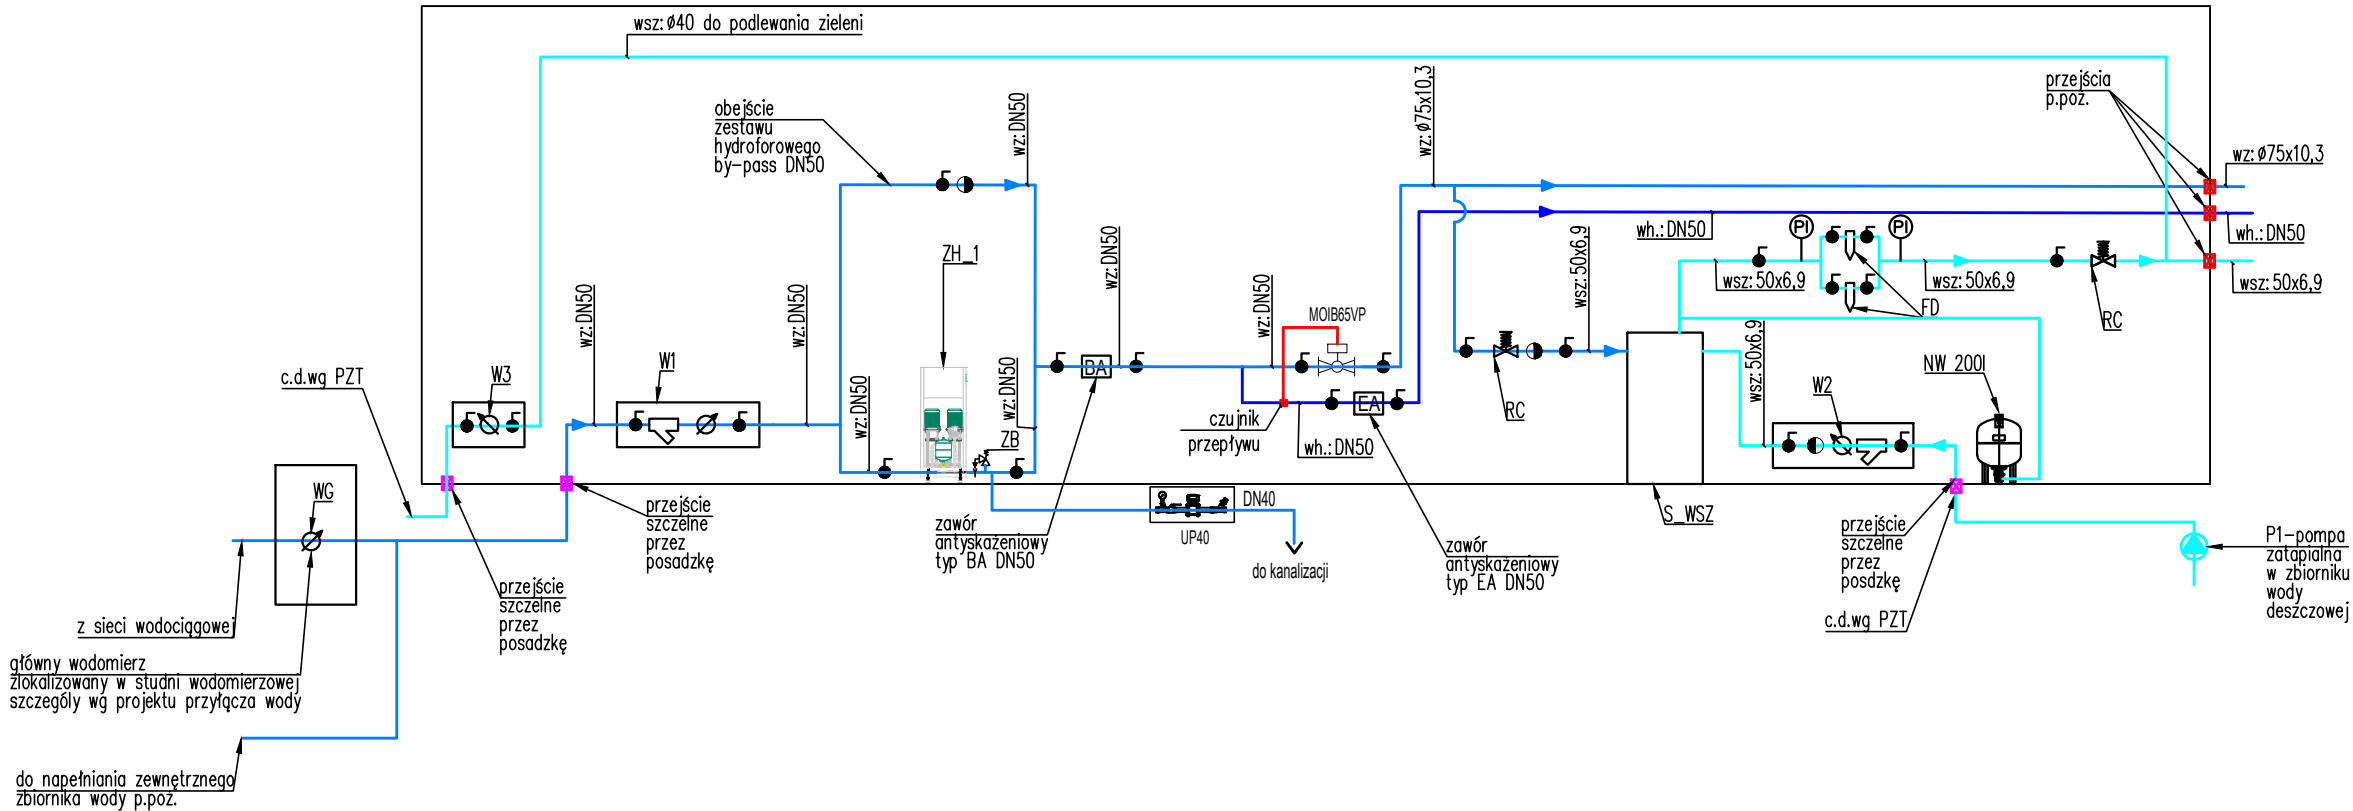 wsz: ø40 do podlewania zieleni
obejście
zestawu
hydroforowego
by-pass DN50
wz: DN50
wz: ø75x10,3
przejścia
p.poż.
wz: ø75x10,3
wh.: DN50
wsz: 50x6,9
wh.: DN50
PI
PI
wsz: 50x6,9
wsz: 50x6,9
FD
RC
ZH_1
wz: DN50
wz: DN50
wz: DN50
wz: DN50
wsz: 50x6,9
MOIB65VP
BA
EA
RC
wsz: 50x6,9
NW 200l
W2
c.d.wg PZT
W3
W1
wz: DN50
wz: DN50
ZB
czujnik
przepływu
wh.: DN50
WG
przejście
szczelne
przez
posadzkę
przejście
szczelne
przez
posadzkę
zawór
antyskażeniowy
typ BA DN50
DN40
UP40
do kanalizacji
zawór
antyskażeniowy
typ EA DN50
S_WSZ
przejście
szczelne
przez
posdzkę
c.d.wg PZT
P1-pompa
zatapialna
w zbiorniku
wody
deszczowej
z sieci wodociągowej
główny wodomierz
zlokalizowany w studni wodomierzowej
szczegóły wg projektu przyłącza wody
do napełniania zewnętrznego
zbiornika wody p.poż.